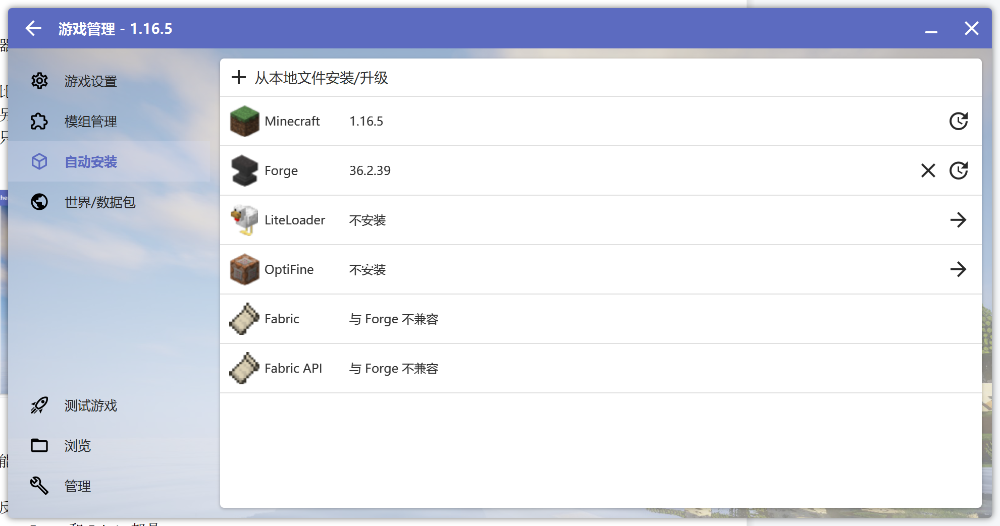 游戏管理 - 1.16.5
游戏设置
模组管理
自动安装
世界/数据包
测试游戏
浏览
管理
从本地文件安装/升级
Minecraft 1.16.5
Forge 36.2.39
LiteLoader 不安装
OptiFine 不安装
Fabric 与 Forge 不兼容
Fabric API 与 Forge 不兼容